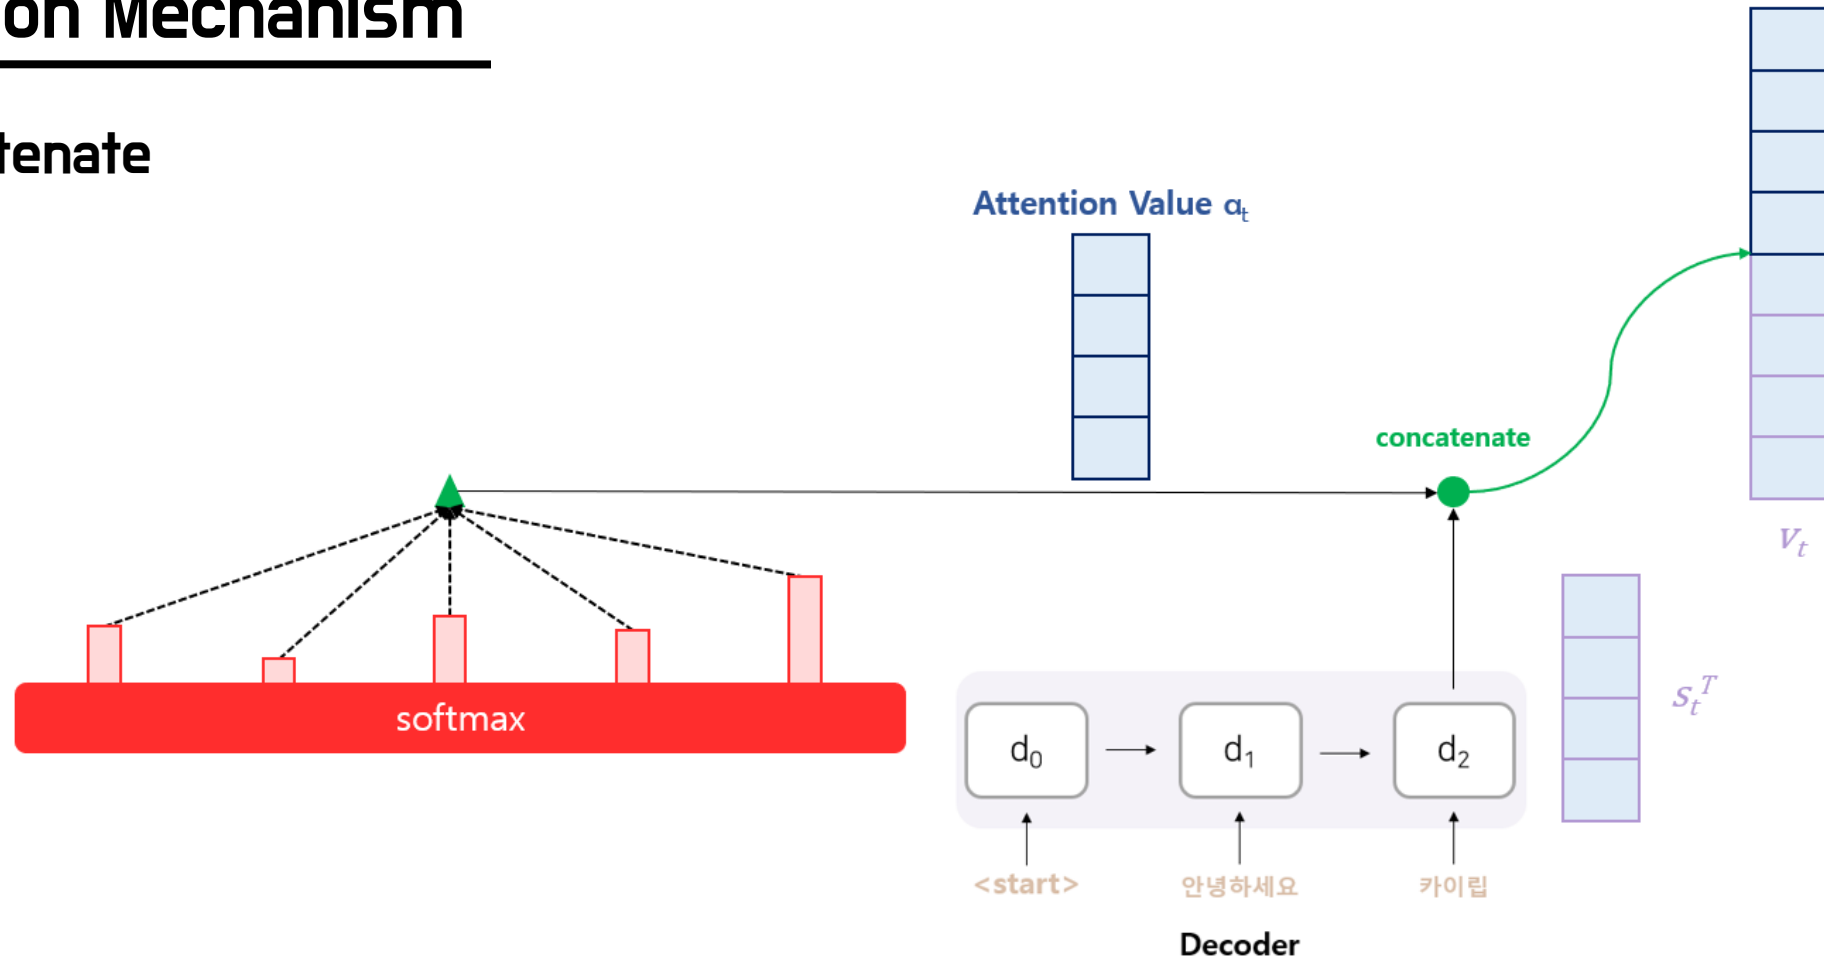 on Mechanism
tenate
Attention Value αt
concatenate
vt
softmax
d0
d1
d2
stT
<start>
안녕하세요
카이립
Decoder